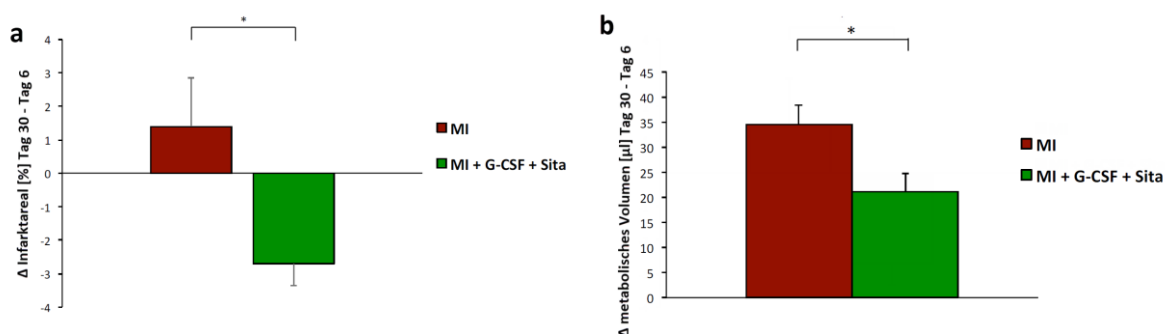 a
*
Δ Infarktareal [%] Tag 30 - Tag 6
4
3
2
1
0
-1
-2
-3
-4
MI
MI + G-CSF + Sita
b
*
Δ metabolisches Volumen [µl] Tag 30 - Tag 6
45
40
35
30
25
20
15
10
5
0
MI
MI + G-CSF + Sita